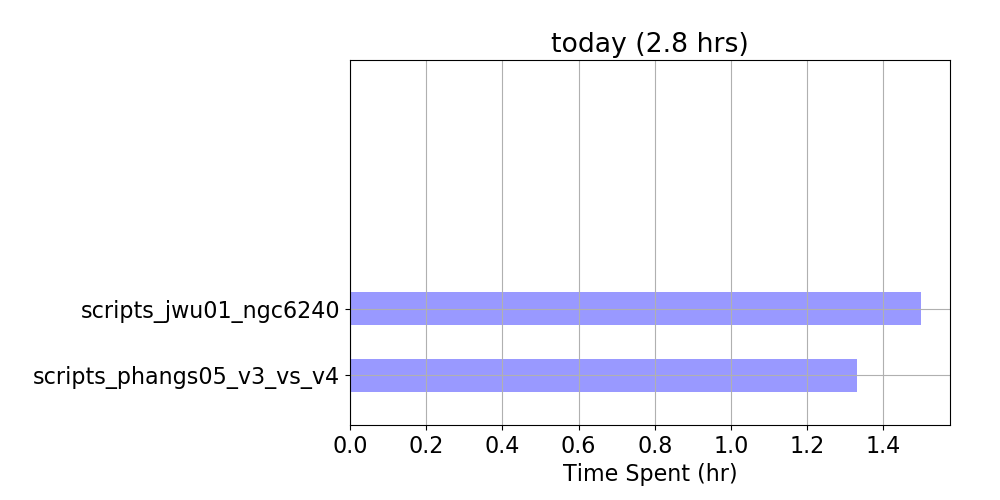 today (2.8 hrs)
scripts_jwu01_ngc6240
scripts_phangs05_v3_vs_v4
0.0 0.2 0.4 0.6 0.8 1.0 1.2 1.4
Time Spent (hr)